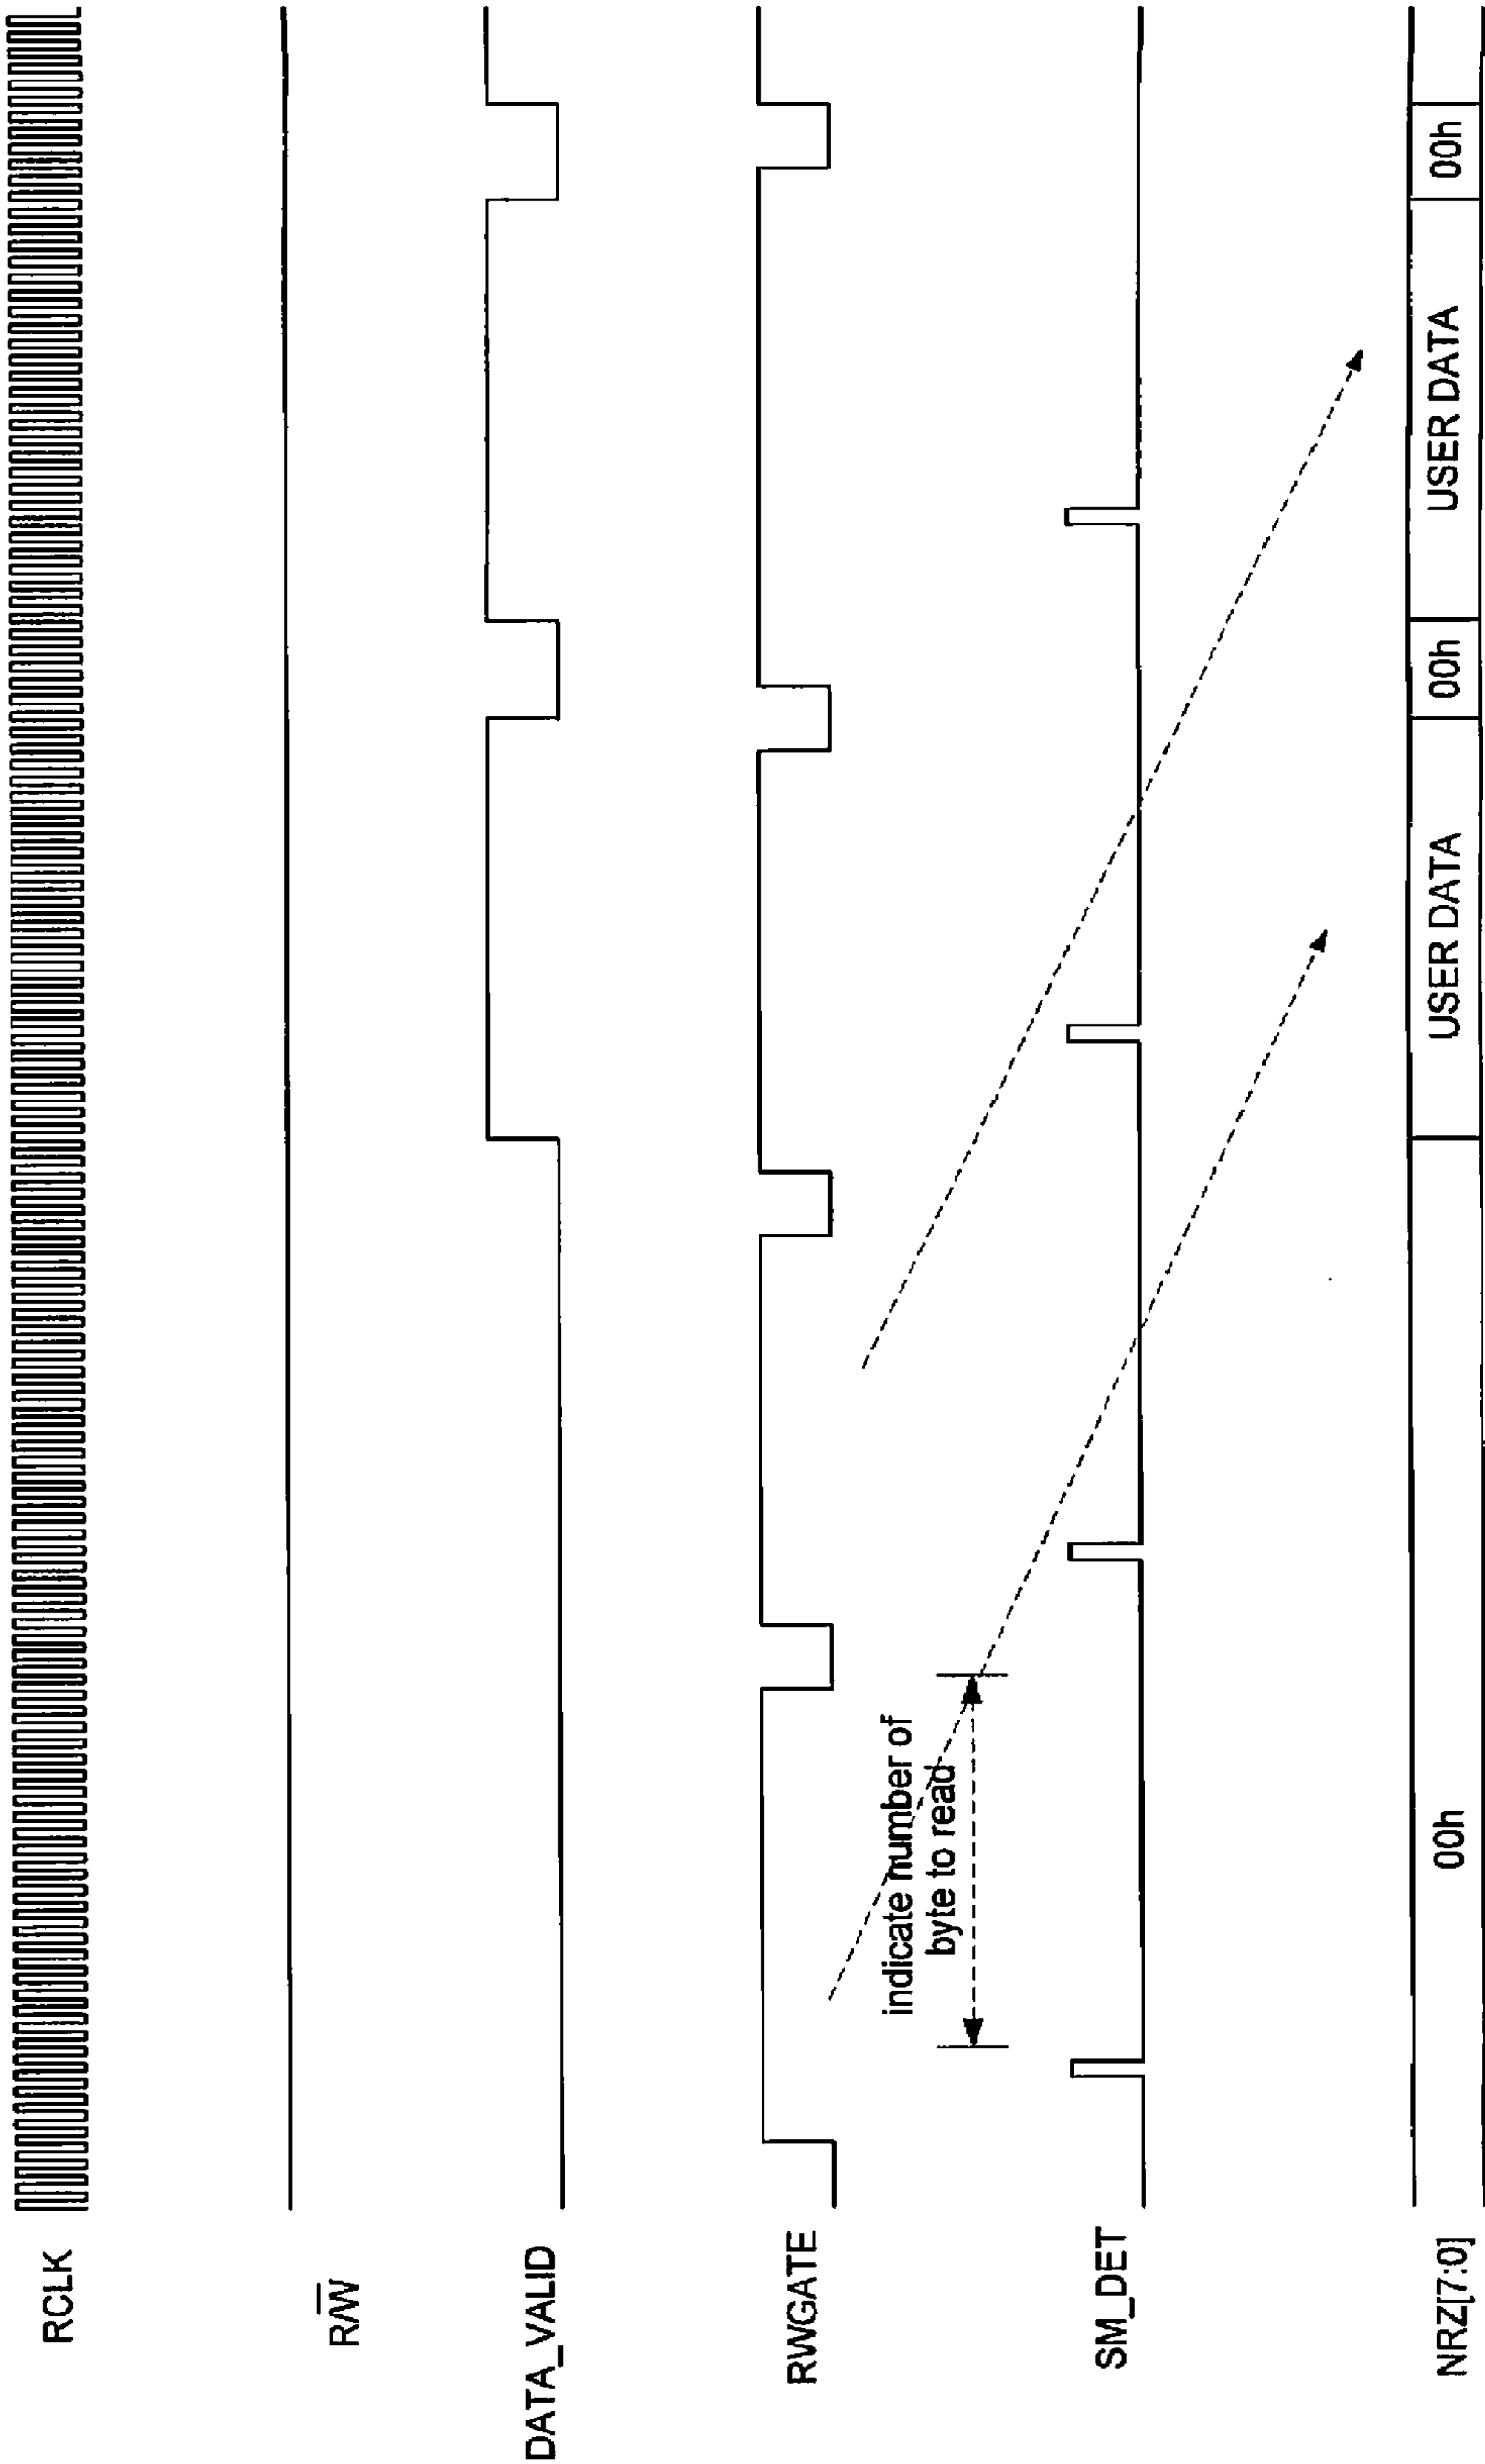 RCLK
R/W̅
DATA_VALID
RWGATE
indicate number of
byte to read
SM_DET
NRZ[7:0]
00h
USER DATA
00h
USER DATA
00h